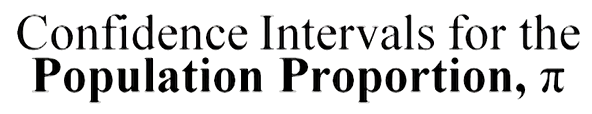 Confidence Intervals for the
Population Proportion, π